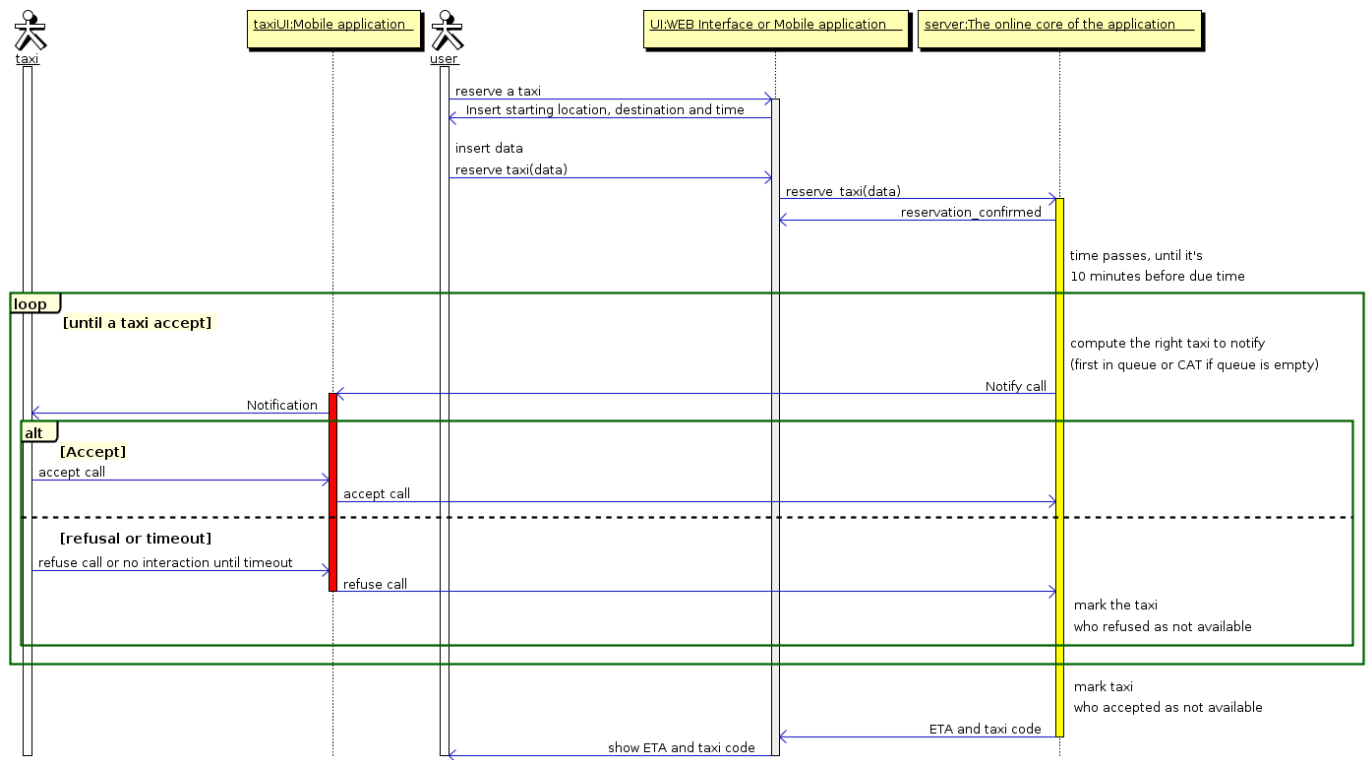 taxiUI:Mobile application
UI:WEB Interface or Mobile application
server:The online core of the application
taxi
user
reserve a taxi
Insert starting location, destination and time
insert data
reserve taxi(data)
reserve taxi(data)
reservation_confirmed
time passes, until it's
10 minutes before due time
loop
[until a taxi accept]
compute the right taxi to notify
(first in queue or CAT if queue is empty)
Notify call
Notification
alt
[Accept]
accept call
accept call
[refusal or timeout]
refuse call or no interaction until timeout
refuse call
mark the taxi
who refused as not available
mark taxi
who accepted as not available
ETA and taxi code
show ETA and taxi code